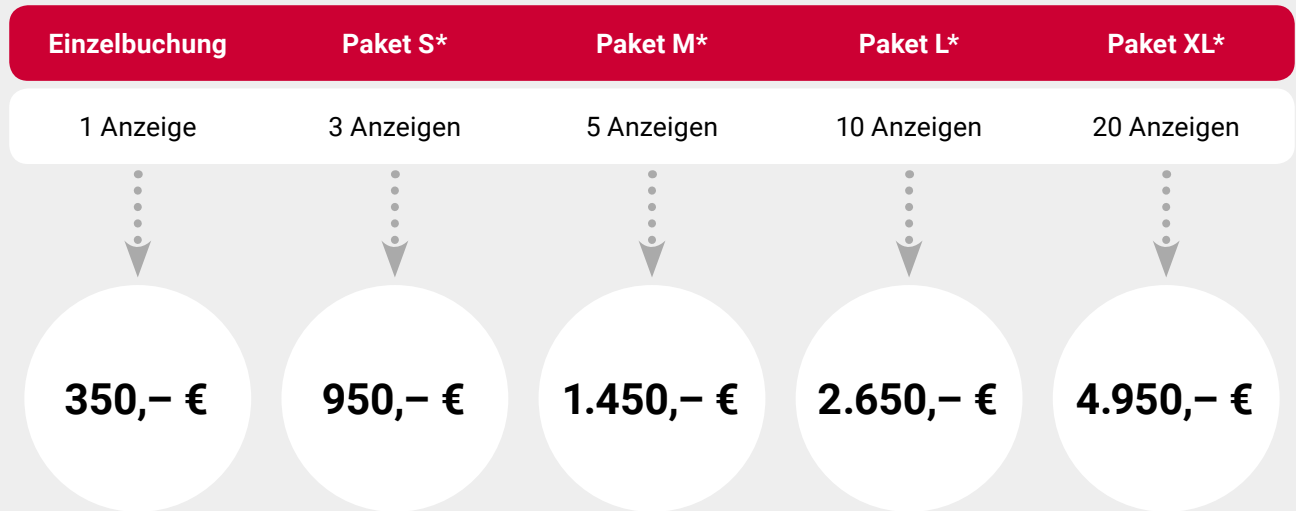 Einzelbuchung Paket S* Paket M* Paket L* Paket XL*
1 Anzeige 3 Anzeigen 5 Anzeigen 10 Anzeigen 20 Anzeigen
350,– € 950,– € 1.450,– € 2.650,– € 4.950,– €